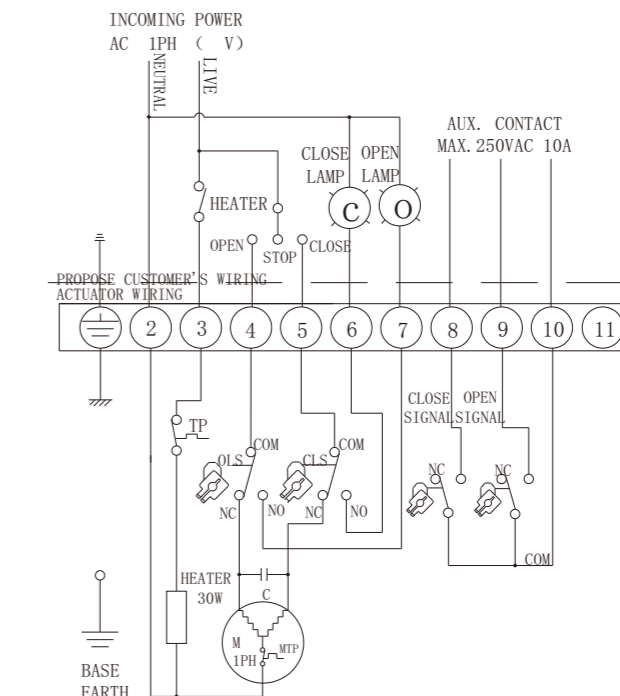 INCOMING POWER
AC 1PH ( V)
NEUTRAL
LIVE
AUX. CONTACT
MAX. 250VAC 10A
CLOSE LAMP
OPEN LAMP
C
O
HEATER
OPEN
STOP
CLOSE
PROPOSE CUSTOMER'S WIRING
ACTUATOR WIRING
2 3 4 5 6 7 8 9 10 11
CLOSE SIGNAL
OPEN SIGNAL
TP
OLS
COM
CLS
COM
NC
NO
NC
NO
NC
NC
COM
HEATER
30W
C
M
1PH
MTP
BASE
EARTH